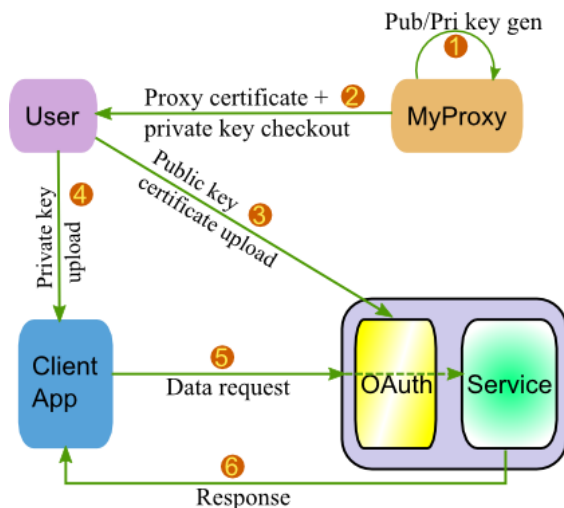 Pub/Pri key gen
1
User
Proxy certificate + 2
private key checkout
MyProxy
Public key 3
certificate upload
4
Private key
upload
Client
App
5
Data request
OAuth
Service
6
Response